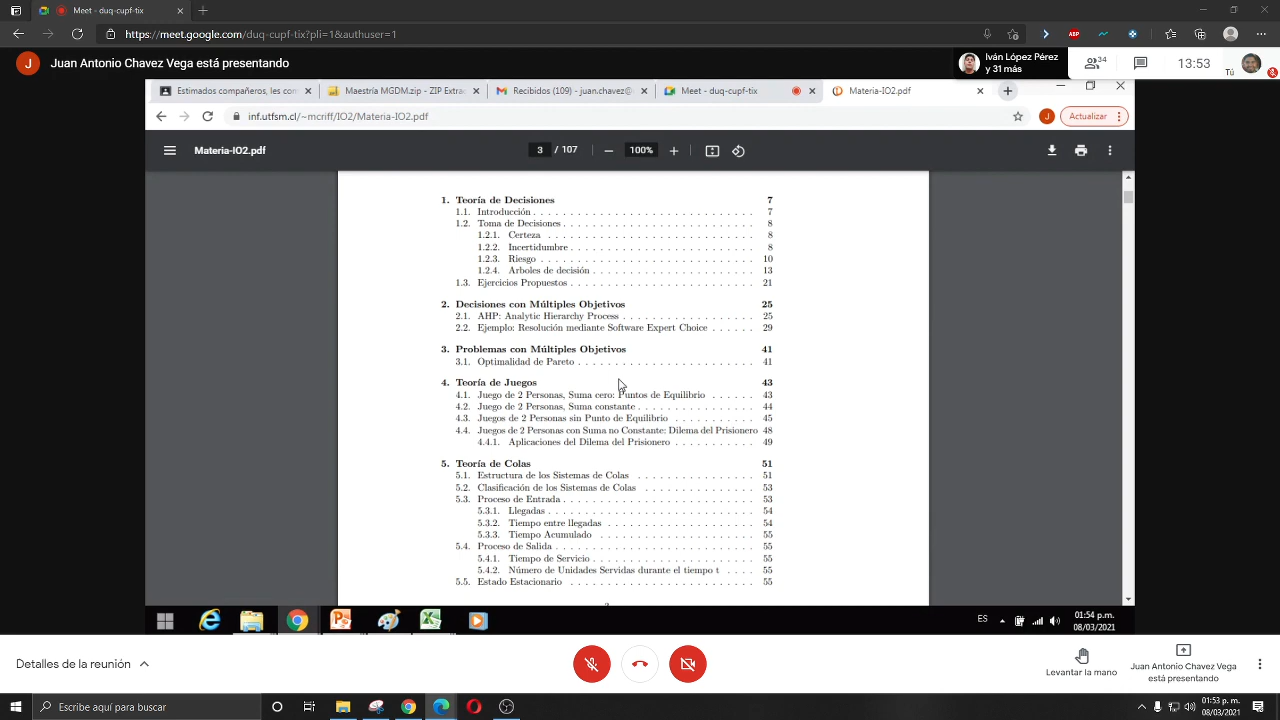 Meet - duq-cupf-tix
https://meet.google.com/duq-cupf-tix?pli=1&authuser=1
ABP
J Juan Antonio Chavez Vega está presentando
Iván López Pérez
y 31 más
34
13:53
Tú
Estimados compañeros, les com
Maestría MGDM.zip - ZIP Extrac
Recibidos (109) - juan.chavez@
Meet - duq-cupf-tix
Materia-IO2.pdf
inf.utfsm.cl/~mcriff/IO2/Materia-IO2.pdf
J
Actualizar
Materia-IO2.pdf
3 / 107
100%
1. Teoría de Decisiones 7
1.1. Introducción . . . . . . . . . . . . . . . . . . . . . . . . . . . . 7
1.2. Toma de Decisiones . . . . . . . . . . . . . . . . . . . . . . . . 8
1.2.1. Certeza . . . . . . . . . . . . . . . . . . . . . . . . . . 8
1.2.2. Incertidumbre . . . . . . . . . . . . . . . . . . . . . . . 8
1.2.3. Riesgo . . . . . . . . . . . . . . . . . . . . . . . . . . . 10
1.2.4. Arboles de decisión . . . . . . . . . . . . . . . . . . . . 13
1.3. Ejercicios Propuestos . . . . . . . . . . . . . . . . . . . . . . . 21
2. Decisiones con Múltiples Objetivos 25
2.1. AHP: Analytic Hierarchy Process . . . . . . . . . . . . . . . . . 25
2.2. Ejemplo: Resolución mediante Software Expert Choice . . . . . . 29
3. Problemas con Múltiples Objetivos 41
3.1. Optimalidad de Pareto . . . . . . . . . . . . . . . . . . . . . . 41
4. Teoría de Juegos 43
4.1. Juego de 2 Personas, Suma cero: Puntos de Equilibrio . . . . . . 43
4.2. Juego de 2 Personas, Suma constante . . . . . . . . . . . . . . . 44
4.3. Juegos de 2 Personas sin Punto de Equilibrio . . . . . . . . . . . 45
4.4. Juegos de 2 Personas con Suma no Constante: Dilema del Prisionero 48
4.4.1. Aplicaciones del Dilema del Prisionero . . . . . . . . . . 49
5. Teoría de Colas 51
5.1. Estructura de los Sistemas de Colas . . . . . . . . . . . . . . . 51
5.2. Clasificación de los Sistemas de Colas . . . . . . . . . . . . . . 53
5.3. Proceso de Entrada . . . . . . . . . . . . . . . . . . . . . . . . 53
5.3.1. Llegadas . . . . . . . . . . . . . . . . . . . . . . . . . . 54
5.3.2. Tiempo entre llegadas . . . . . . . . . . . . . . . . . . . 54
5.3.3. Tiempo Acumulado . . . . . . . . . . . . . . . . . . . . 55
5.4. Proceso de Salida . . . . . . . . . . . . . . . . . . . . . . . . . 55
5.4.1. Tiempo de Servicio . . . . . . . . . . . . . . . . . . . . 55
5.4.2. Número de Unidades Servidas durante el tiempo t . . . . 55
5.5. Estado Estacionario . . . . . . . . . . . . . . . . . . . . . . . 55
ES
01:54 p.m.
08/03/2021
Detalles de la reunión
Levantar la mano
Juan Antonio Chavez Vega
está presentando
Escribe aquí para buscar
01:53 p.m.
08/03/2021